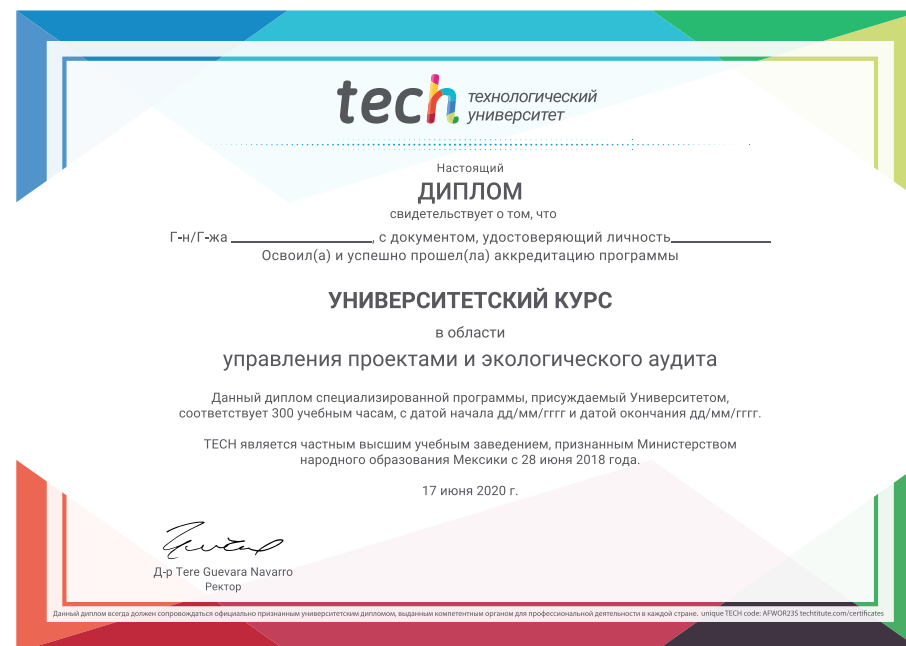 tech технологический
университет
Настоящий
ДИПЛОМ
свидетельствует о том, что
Г-н/Г-жа , с документом, удостоверяющий личность
Освоил(а) и успешно прошел(ла) аккредитацию программы
УНИВЕРСИТЕТСКИЙ КУРС
в области
управления проектами и экологического аудита
Данный диплом специализированной программы, присуждаемый Университетом,
соответствует 300 учебным часам, с датой начала дд/мм/гггг и датой окончания дд/мм/гггг.
TECH является частным высшим учебным заведением, признанным Министерством
народного образования Мексики с 28 июня 2018 года.
17 июня 2020 г.
Д-р Tere Guevara Navarro
Ректор
Данный диплом всегда должен сопровождаться официально признанным университетским дипломом, выданным компетентным органом для профессиональной деятельности в каждой стране. unique TECH code: AFWOR23S techtitute.com/certificates